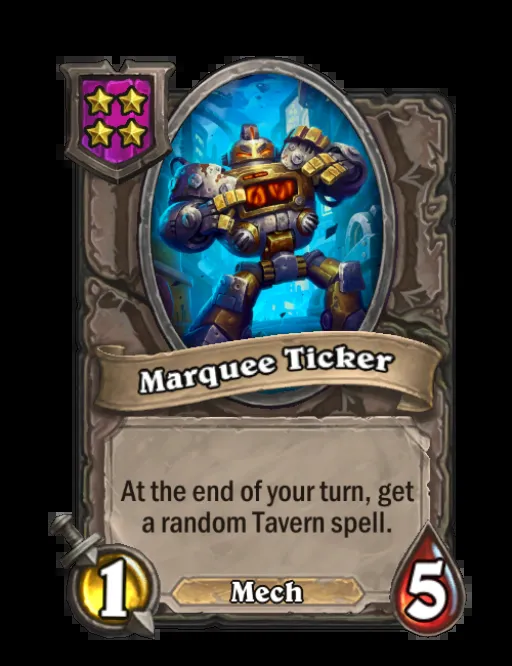 Marquee Ticker
At the end of your turn, get
a random Tavern spell.
1
Mech
5